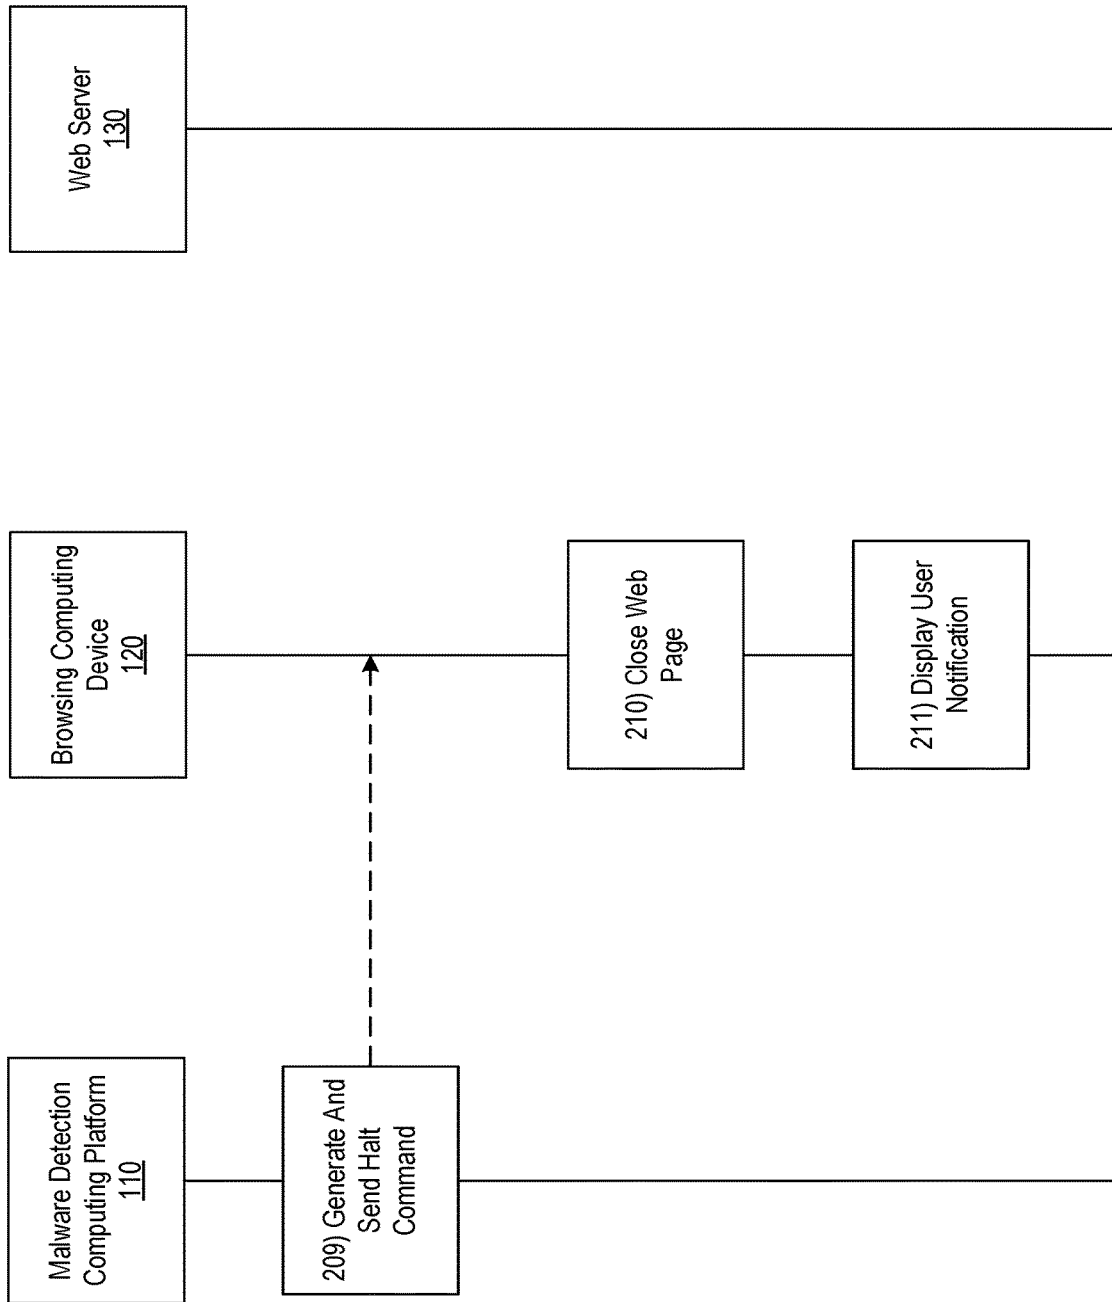 Malware Detection
Computing Platform
110
Browsing Computing
Device
120
Web Server
130
209) Generate And
Send Halt
Command
210) Close Web
Page
211) Display User
Notification